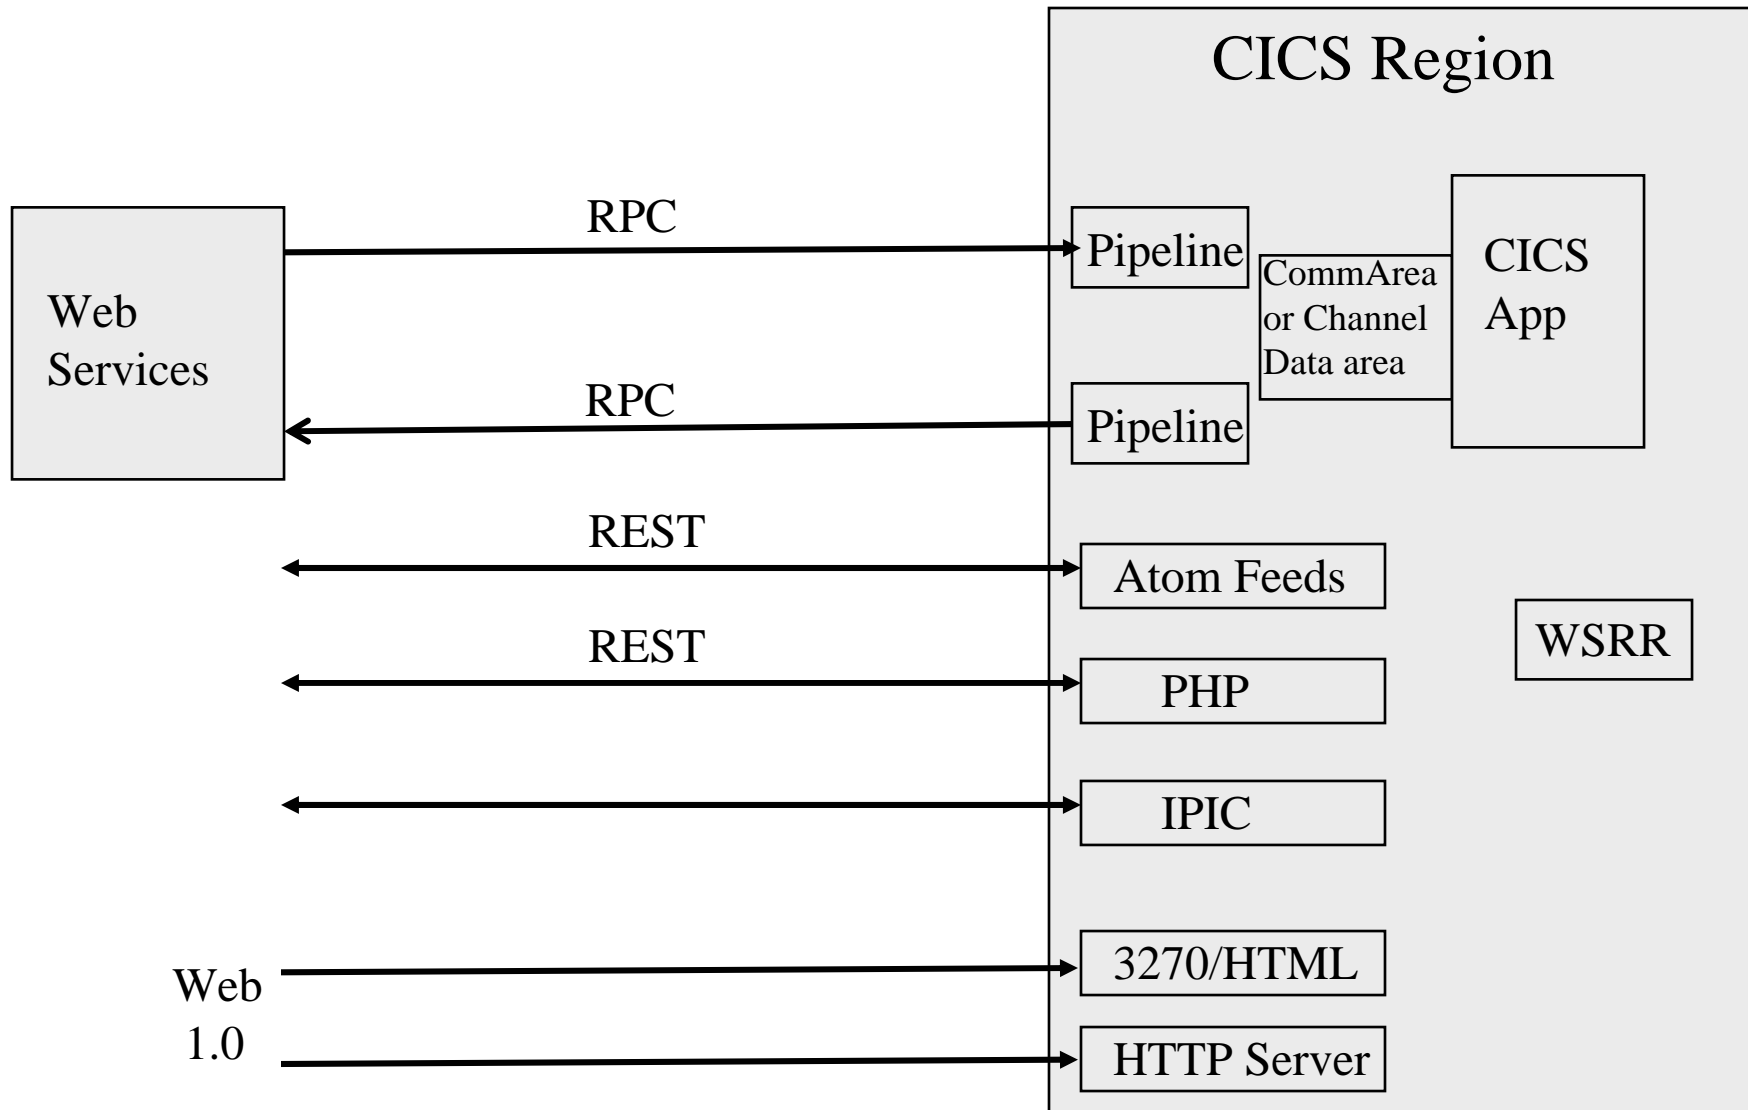 CICS Region
RPC
Pipeline
CICS
App
CommArea
or Channel
Data area
Web
Services
RPC
Pipeline
REST
Atom Feeds
REST
WSRR
PHP
IPIC
3270/HTML
Web
1.0
HTTP Server